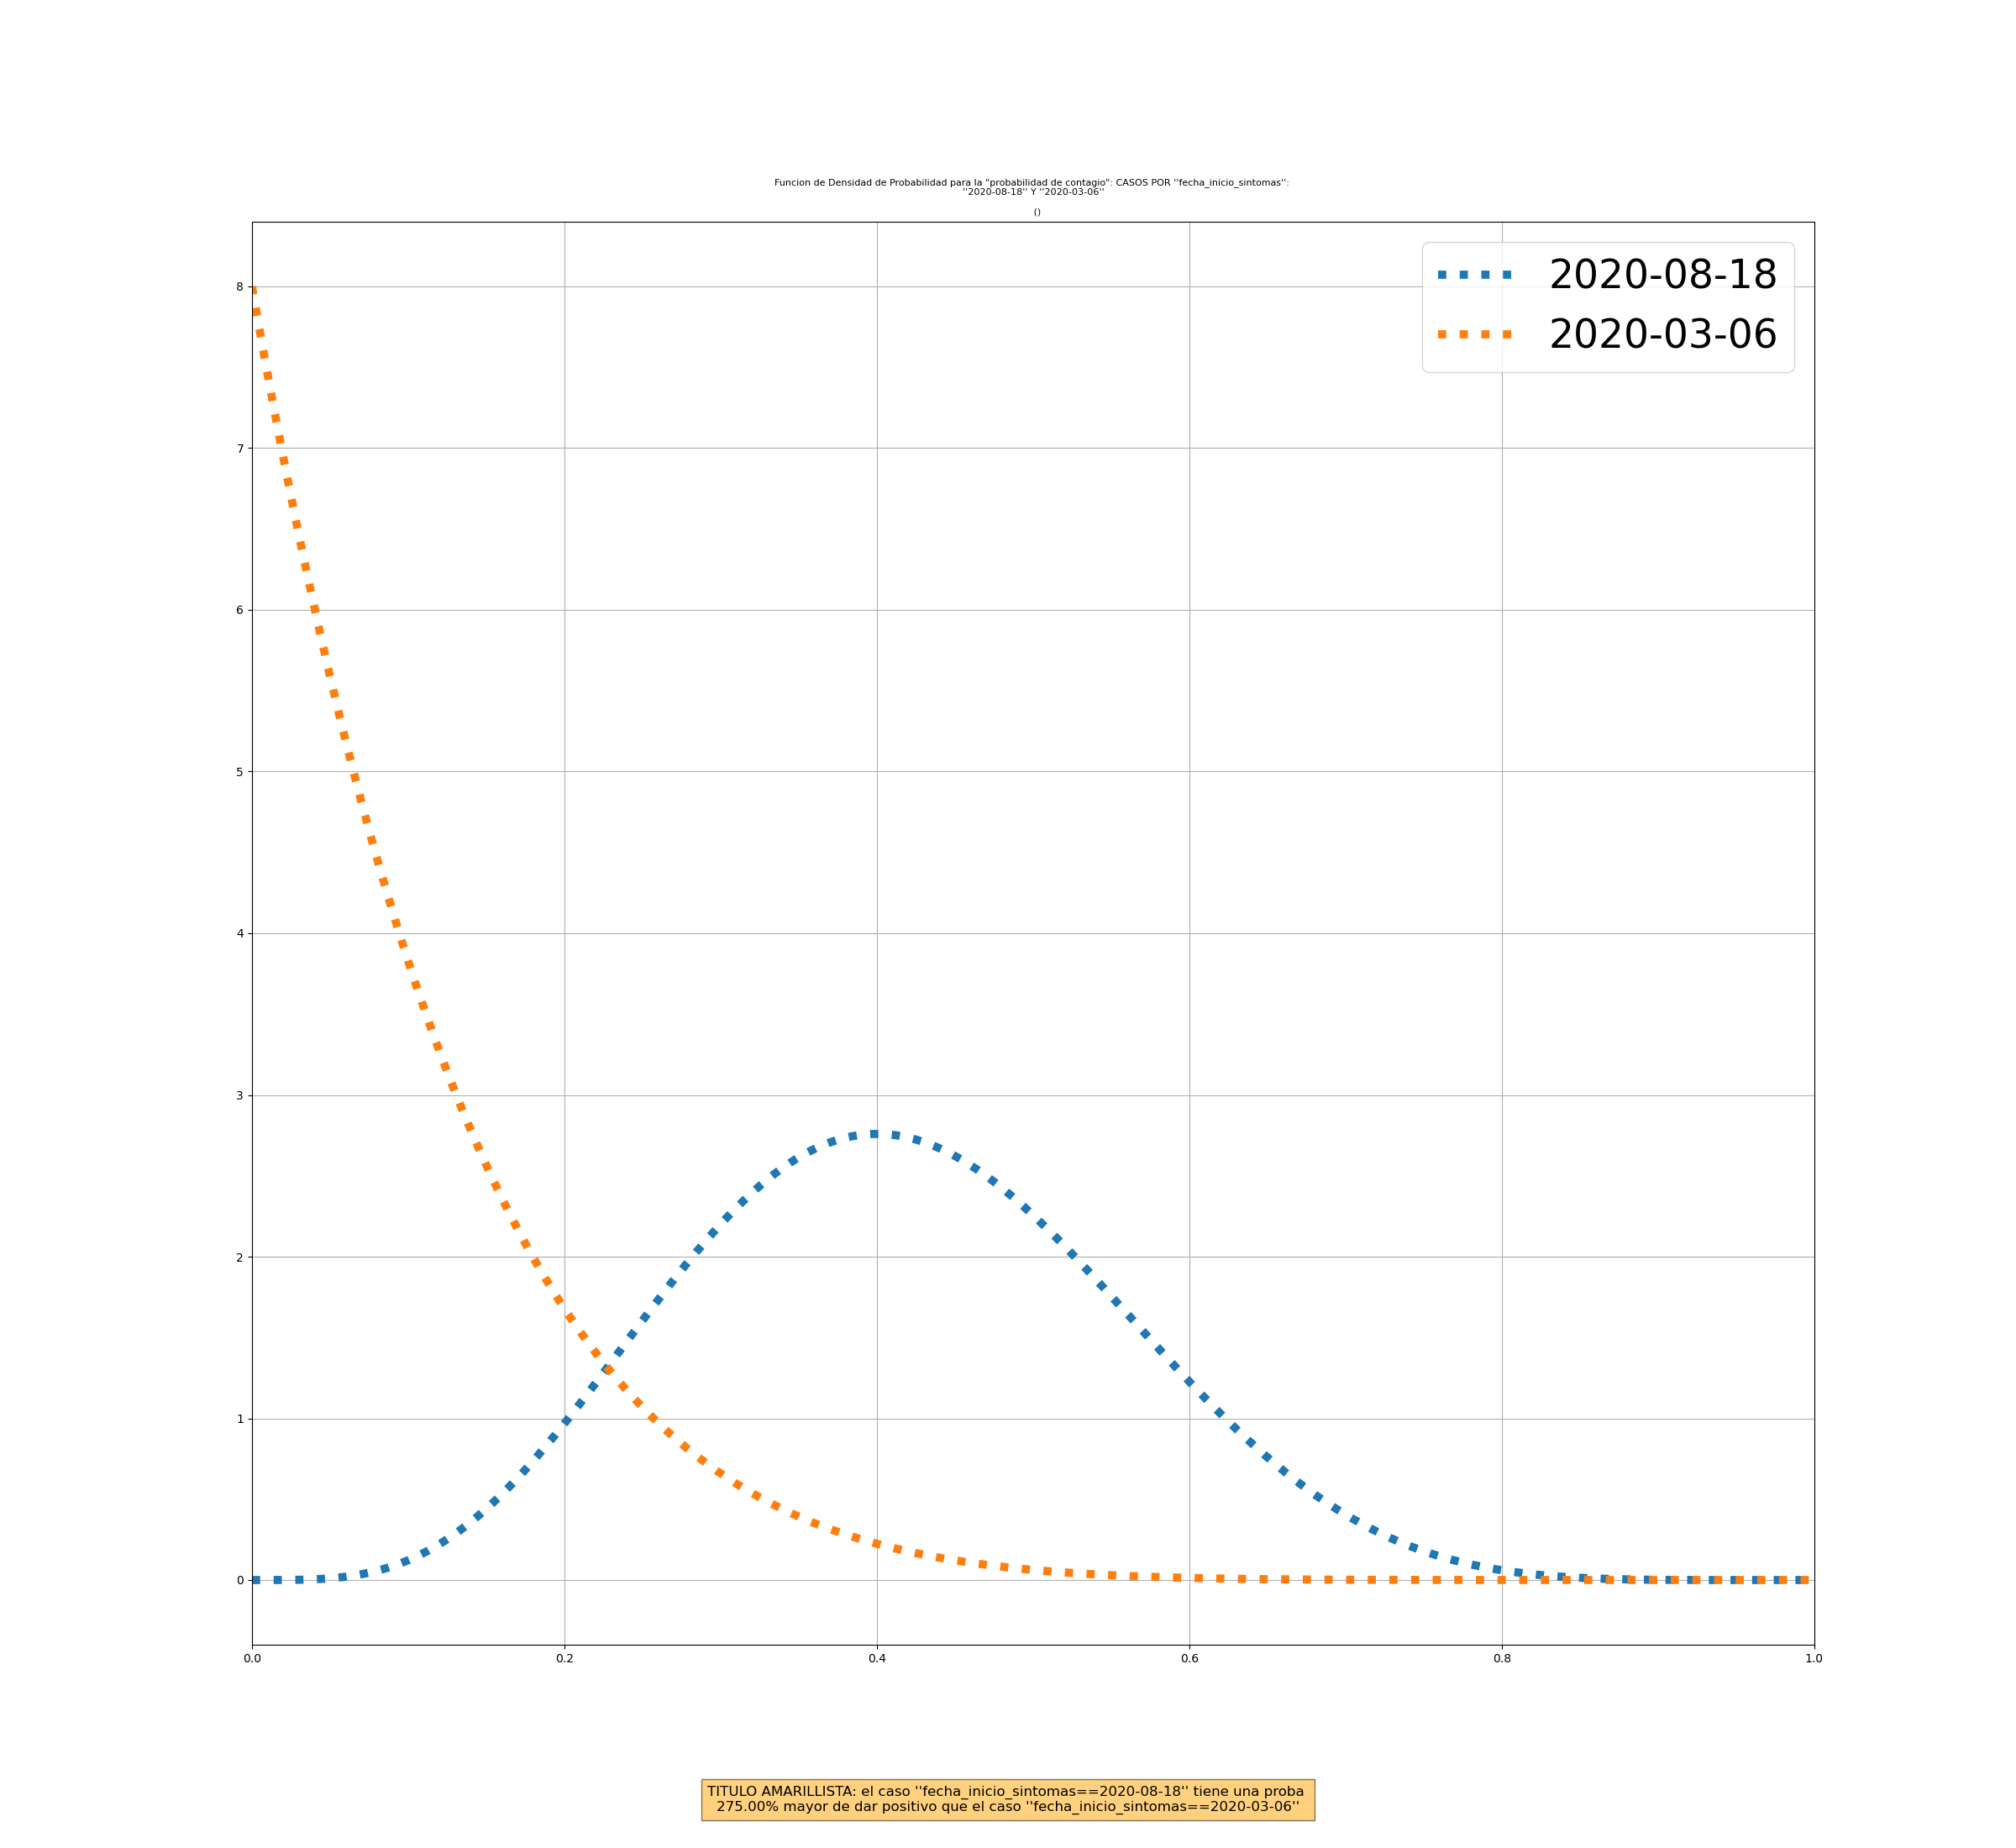 Funcion de Densidad de Probabilidad para la "probabilidad de contagio": CASOS POR ''fecha_inicio_sintomas'':
''2020-08-18'' Y ''2020-03-06''
()
2020-08-18
2020-03-06
8
7
6
5
4
3
2
1
0
0.0 0.2 0.4 0.6 0.8 1.0
TITULO AMARILLISTA: el caso ''fecha_inicio_sintomas==2020-08-18'' tiene una proba
275.00% mayor de dar positivo que el caso ''fecha_inicio_sintomas==2020-03-06''